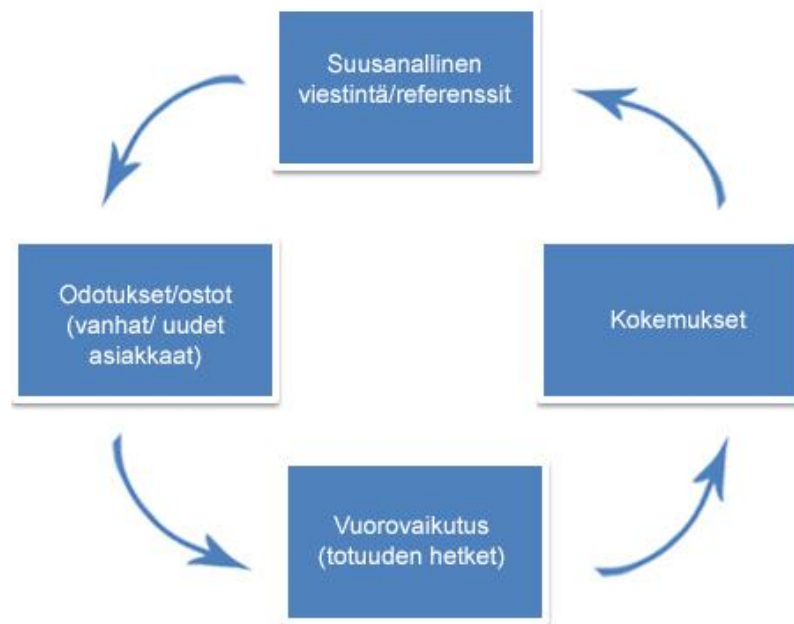 Suusanallinen
viestintä/referenssit
Odotukset/ostot
(vanhat/ uudet
asiakkaat)
Kokemukset
Vuorovaikutus
(totuuden hetket)